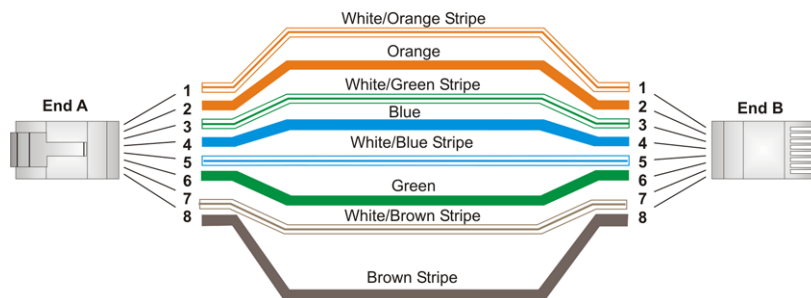 White/Orange Stripe
Orange
White/Green Stripe
Blue
White/Blue Stripe
Green
White/Brown Stripe
Brown Stripe
End A
1
2
3
4
5
6
7
8
End B
1
2
3
4
5
6
7
8